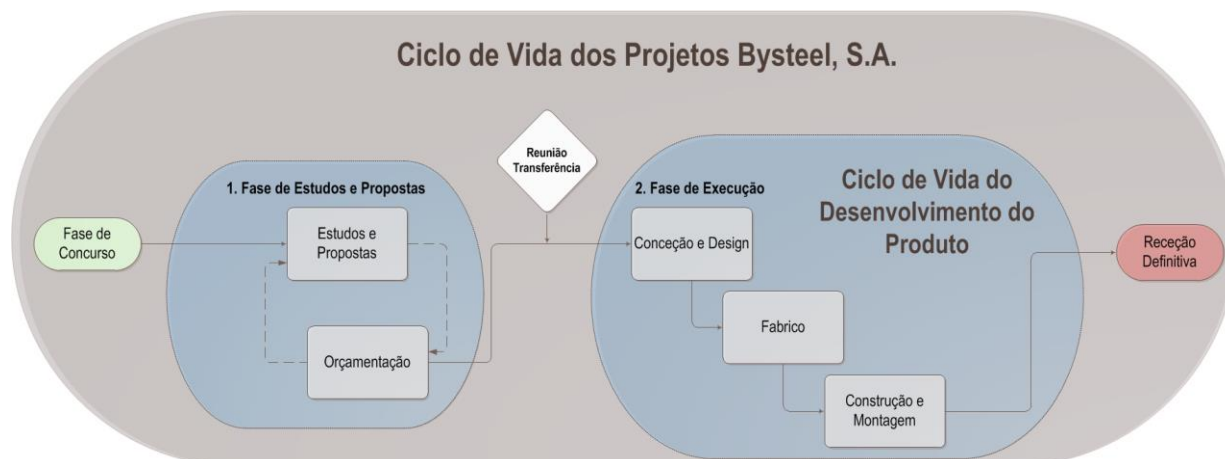 Ciclo de Vida dos Projetos Bysteel, S.A.
Reunião
Transferência
1. Fase de Estudos e Propostas
2. Fase de Execução
Ciclo de Vida do
Desenvolvimento do
Produto
Fase de
Concurso
Estudos e
Propostas
Conceção e Design
Receção
Definitiva
Fabrico
Orçamentação
Construção e
Montagem